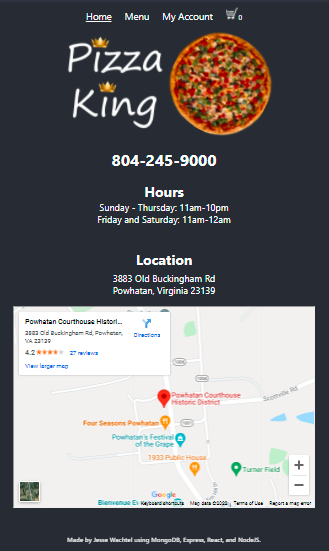 Home Menu My Account 0
Pizza
King
804-245-9000
Hours
Sunday - Thursday: 11am-10pm
Friday and Saturday: 11am-12am
Location
3883 Old Buckingham Rd
Powhatan, Virginia 23139
Powhatan Courthouse Histori...
3883 Old Buckingham Rd, Powhatan,
VA 23139
Directions
4.2 27 reviews
View larger map
1004
1002
Scottville Rd
Powhatan Courthouse
Historic District
Four Seasons Powhatan
Powhatan's Festival
of the Grape
1933 Public House
Turner Field
+
−
Bienvenue E
Google
Keyboard shortcuts Map data ©2022 Terms of Use Report a map error
Made by Jesse Wachtel using MongoDB, Express, React, and NodeJS.